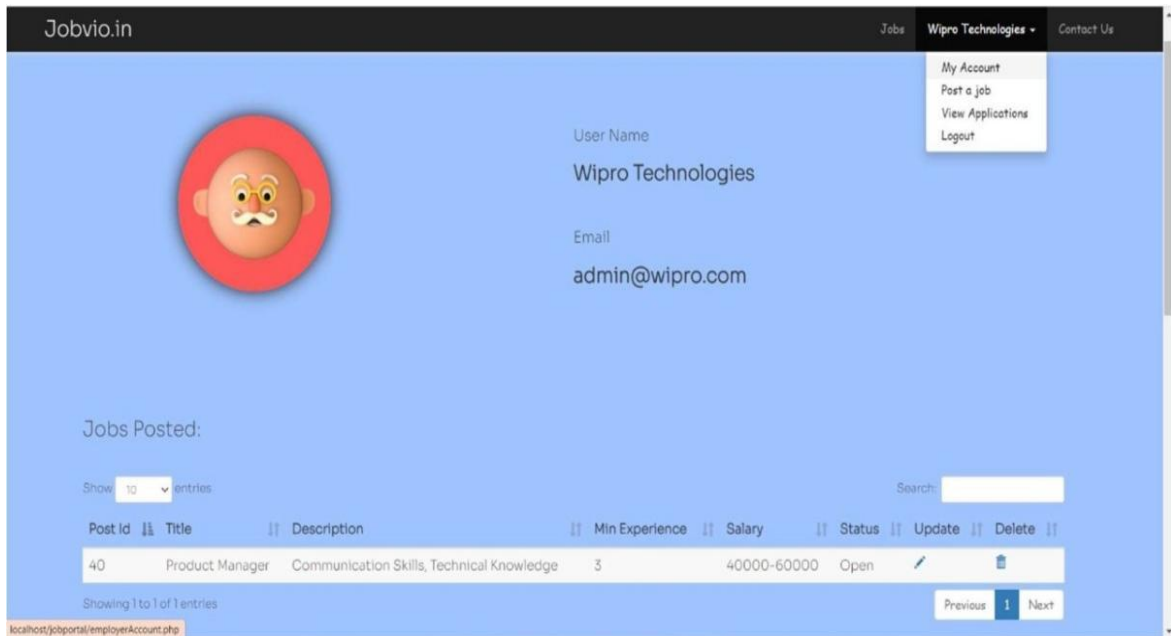 Jobvio.in Jobs Wipro Technologies Contact Us
My Account
Post a job
View Applications
Logout
User Name
Wipro Technologies
Email
admin@wipro.com
Jobs Posted:
Show 10 entries Search:
Post Id Title Description Min Experience Salary Status Update Delete
40 Product Manager Communication Skills, Technical Knowledge 3 40000-60000 Open
Showing 1 to 1 of 1 entries Previous 1 Next
localhost/jobportal/employerAccount.php